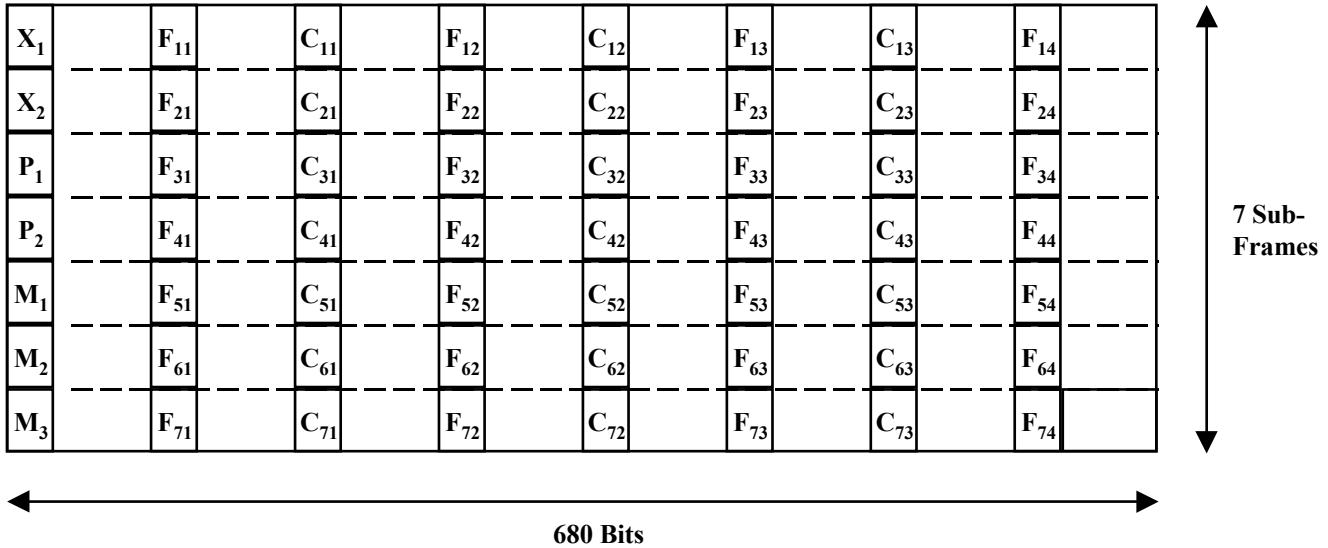 X₁ F₁₁ C₁₁ F₁₂ C₁₂ F₁₃ C₁₃ F₁₄
X₂ F₂₁ C₂₁ F₂₂ C₂₂ F₂₃ C₂₃ F₂₄
P₁ F₃₁ C₃₁ F₃₂ C₃₂ F₃₃ C₃₃ F₃₄
P₂ F₄₁ C₄₁ F₄₂ C₄₂ F₄₃ C₄₃ F₄₄
M₁ F₅₁ C₅₁ F₅₂ C₅₂ F₅₃ C₅₃ F₅₄
M₂ F₆₁ C₆₁ F₆₂ C₆₂ F₆₃ C₆₃ F₆₄
M₃ F₇₁ C₇₁ F₇₂ C₇₂ F₇₃ C₇₃ F₇₄
7 Sub-
Frames
680 Bits